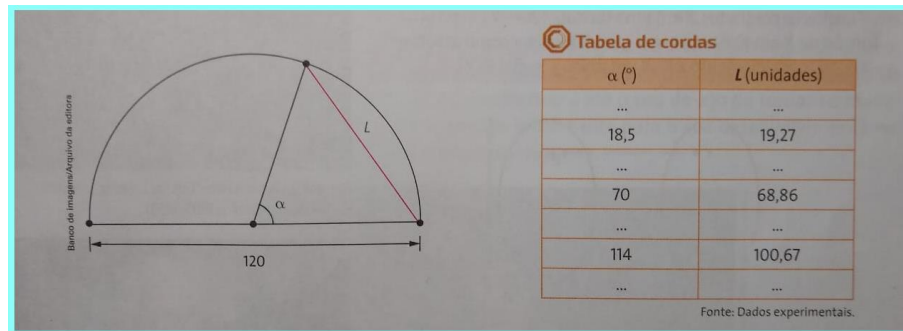 Banco de imagens/Arquivo da editora
L
α
120
C Tabela de cordas
α (°) L (unidades)
... ...
18,5 19,27
... ...
70 68,86
... ...
114 100,67
... ...
Fonte: Dados experimentais.